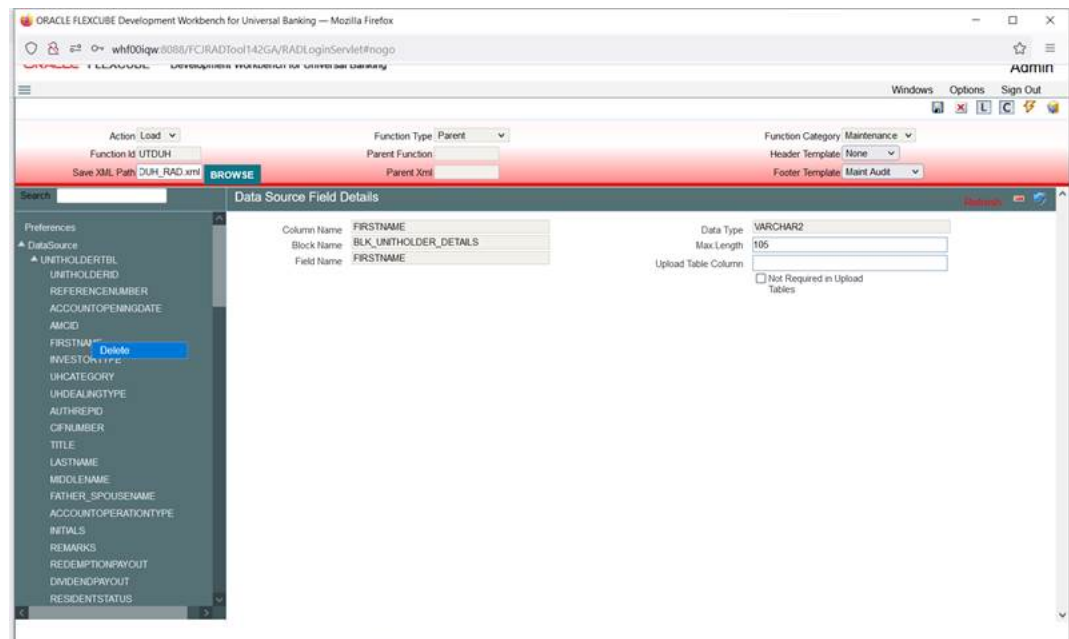 ORACLE FLEXCUBE Development Workbench for Universal Banking — Mozilla Firefox
whf00iqw:8088/FCJRADTool142GA/RADLoginServlet#nogo
ORACLE FLEXCUBE Development Workbench for Universal Banking Admin
Windows Options Sign Out
L C
Action Load Function Type Parent Function Category Maintenance
Function Id UTDUH Parent Function Header Template None
Save XML Path DUH_RAD.xml BROWSE Parent Xml Footer Template Maint Audit
Search Data Source Field Details Refresh
Preferences
DataSource
UNITHOLDERTBL
UNITHOLDERID
REFERENCENUMBER
ACCOUNTOPENINGDATE
AMCID
FIRSTNAME
Delete
INVESTORTYPE
UHCATEGORY
UHDEALINGTYPE
AUTHREPID
CIFNUMBER
TITLE
LASTNAME
MIDDLENAME
FATHER_SPOUSENAME
ACCOUNTOPERATIONTYPE
INITIALS
REMARKS
REDEMPTIONPAYOUT
DIVIDENDPAYOUT
RESIDENTSTATUS
Column Name FIRSTNAME
Block Name BLK_UNITHOLDER_DETAILS
Field Name FIRSTNAME
Data Type VARCHAR2
Max.Length 105
Upload Table Column
Not Required in Upload
Tables